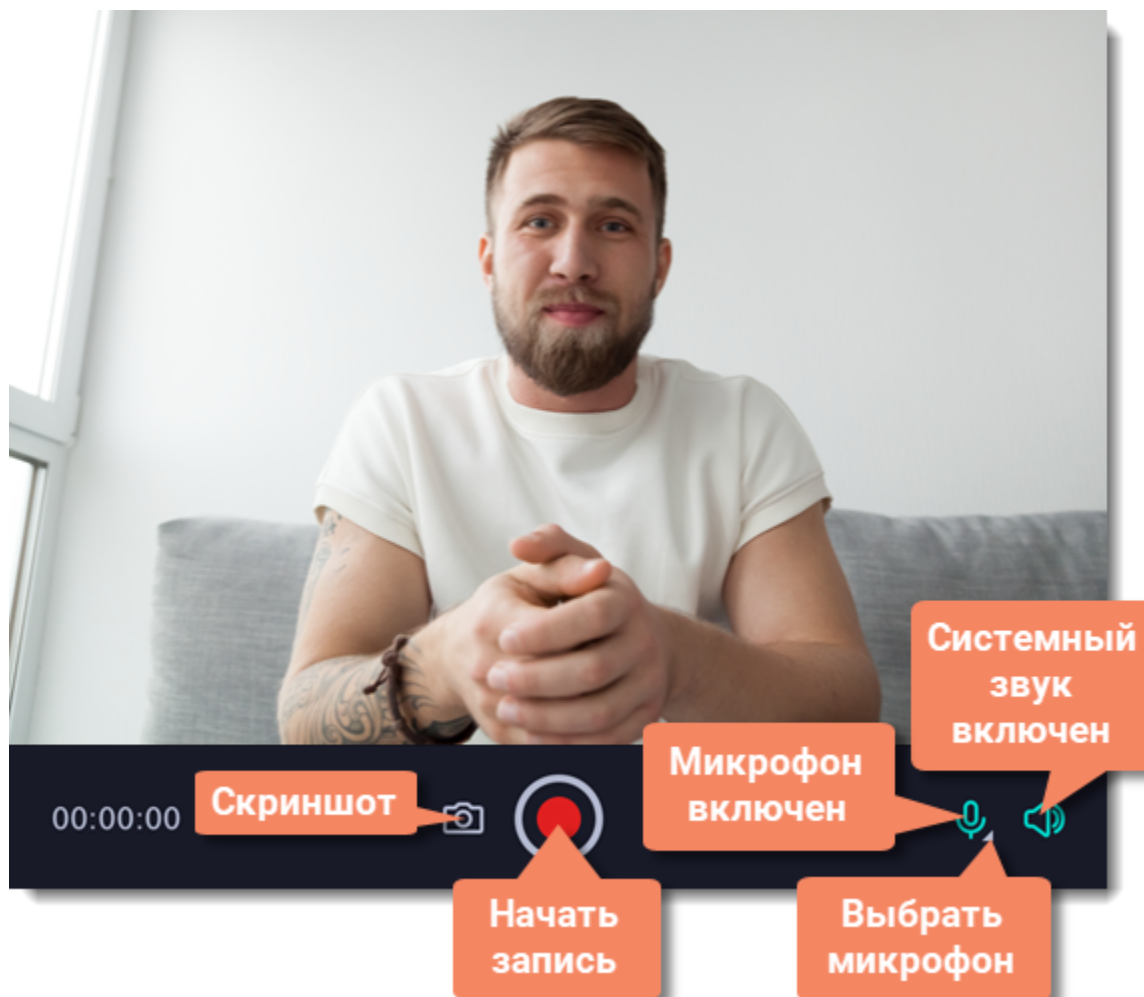 Системный
звук
включен
Микрофон
включен
00:00:00
Скриншот
Начать
запись
Выбрать
микрофон